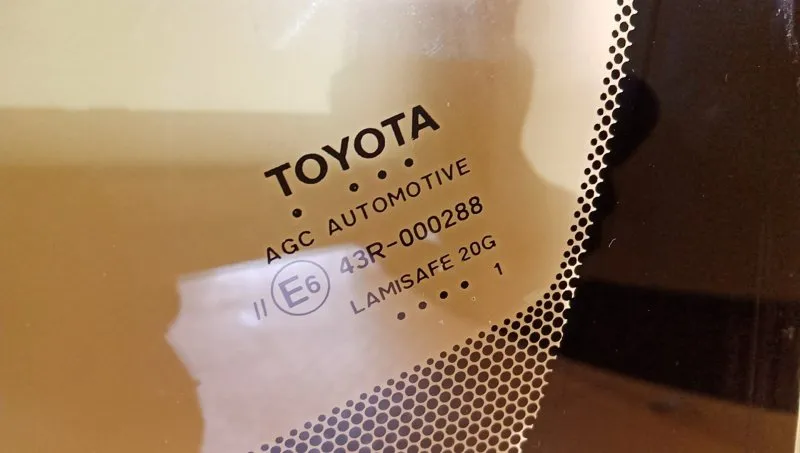 TOYOTA
. ...
AGC AUTOMOTIVE
43R-000288
II E6 LAMISAFE 20G
.... 1